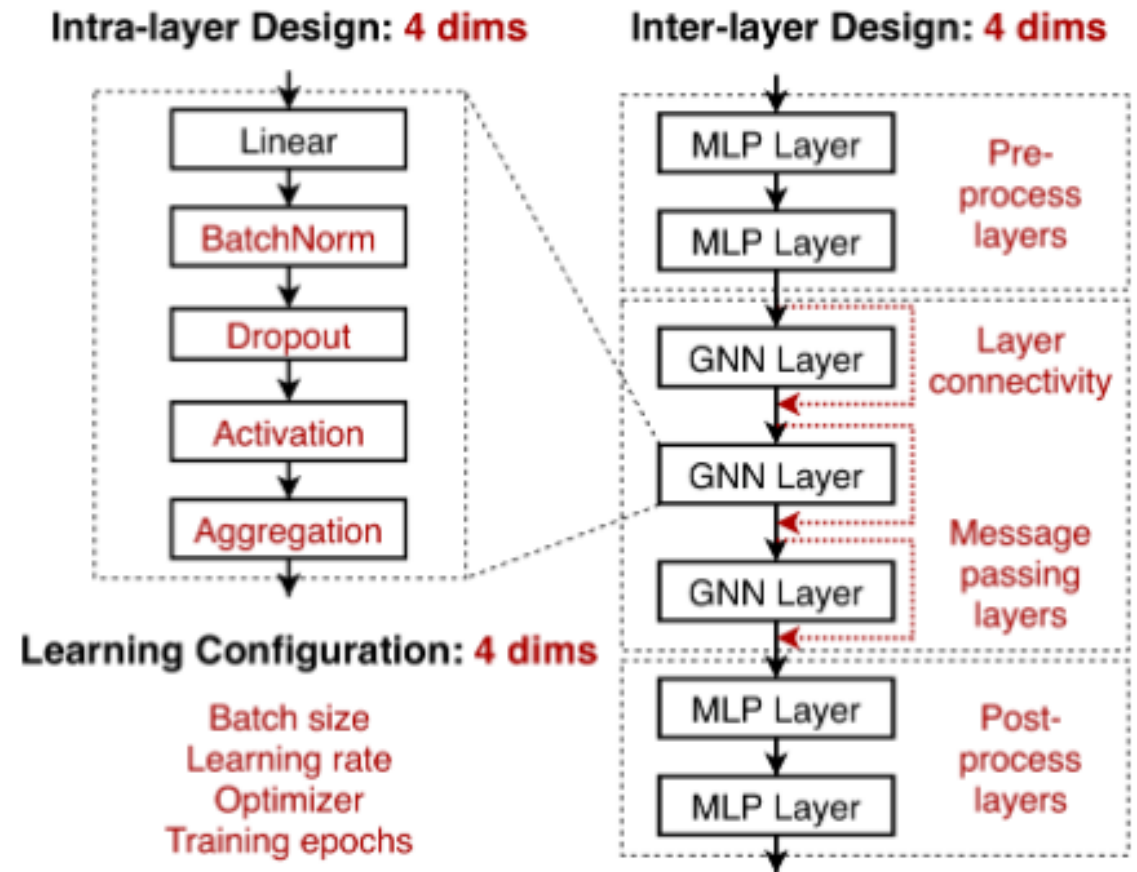 Intra-layer Design: 4 dims
Linear
BatchNorm
Dropout
Activation
Aggregation
Learning Configuration: 4 dims
Batch size
Learning rate
Optimizer
Training epochs
Inter-layer Design: 4 dims
MLP Layer
MLP Layer
Pre-
process
layers
GNN Layer
Layer
connectivity
GNN Layer
GNN Layer
Message
passing
layers
MLP Layer
MLP Layer
Post-
process
layers